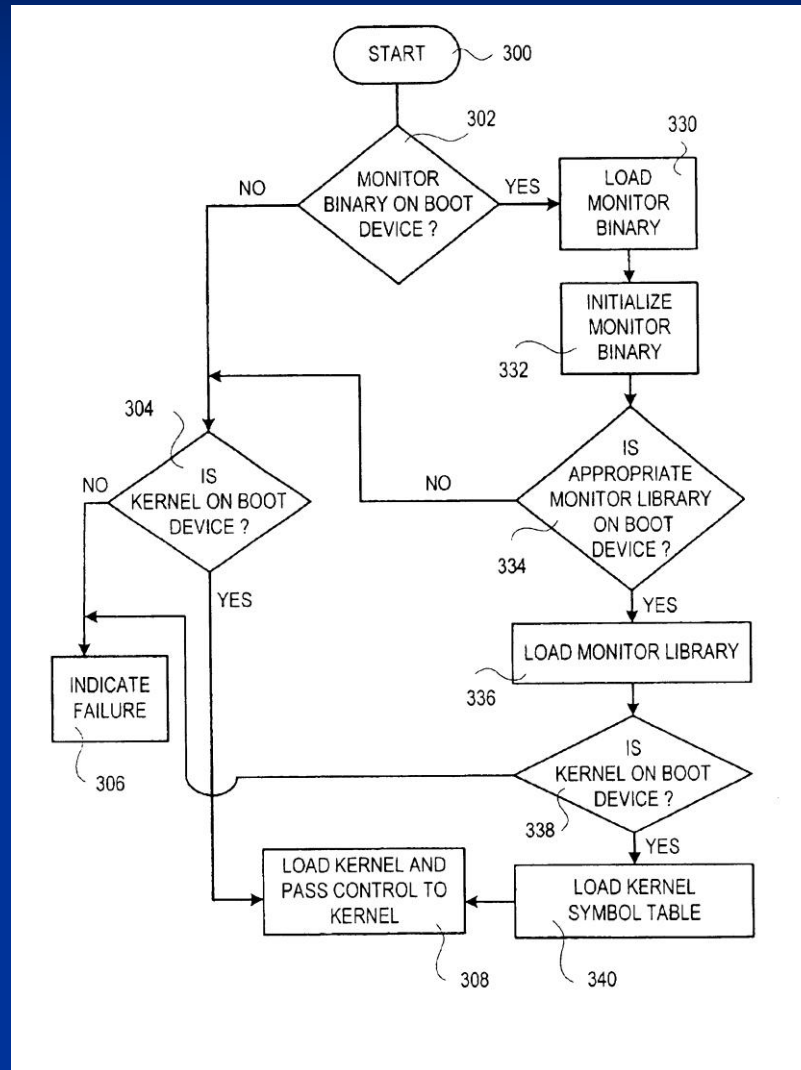 START
300
302
MONITOR
BINARY ON BOOT
DEVICE ?
NO
YES
330
LOAD
MONITOR
BINARY
INITIALIZE
MONITOR
BINARY
332
304
IS
KERNEL ON BOOT
DEVICE ?
NO
YES
IS
APPROPRIATE
MONITOR LIBRARY
ON BOOT
DEVICE ?
334
NO
YES
INDICATE
FAILURE
306
LOAD MONITOR LIBRARY
336
IS
KERNEL ON BOOT
DEVICE ?
338
YES
LOAD KERNEL AND
PASS CONTROL TO
KERNEL
308
LOAD KERNEL
SYMBOL TABLE
340